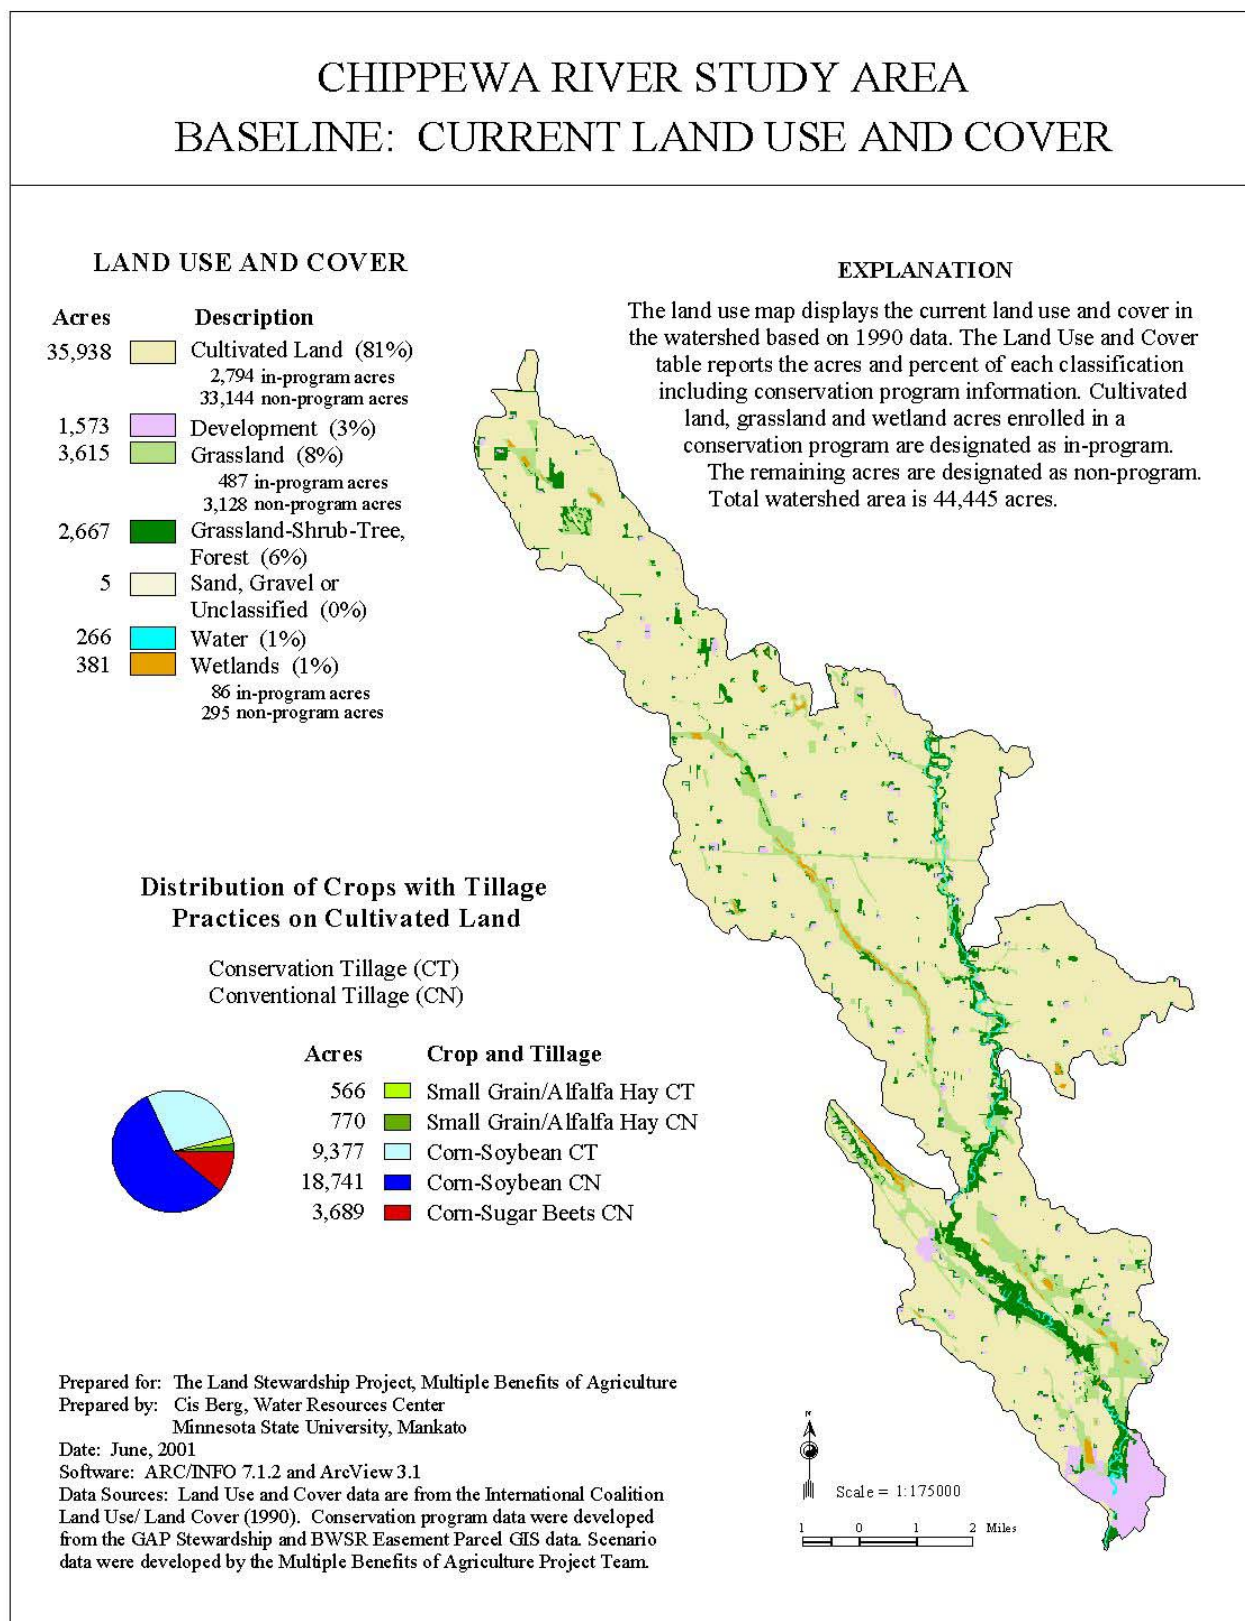 CHIPPEWA RIVER STUDY AREA
BASELINE: CURRENT LAND USE AND COVER
LAND USE AND COVER
Acres Description
35,938 Cultivated Land (81%)
2,794 in-program acres
33,144 non-program acres
1,573 Development (3%)
3,615 Grassland (8%)
487 in-program acres
3,128 non-program acres
2,667 Grassland-Shrub-Tree,
Forest (6%)
5 Sand, Gravel or
Unclassified (0%)
266 Water (1%)
381 Wetlands (1%)
86 in-program acres
295 non-program acres
EXPLANATION
The land use map displays the current land use and cover in
the watershed based on 1990 data. The Land Use and Cover
table reports the acres and percent of each classification
including conservation program information. Cultivated
land, grassland and wetland acres enrolled in a
conservation program are designated as in-program.
The remaining acres are designated as non-program.
Total watershed area is 44,445 acres.
Distribution of Crops with Tillage
Practices on Cultivated Land
Conservation Tillage (CT)
Conventional Tillage (CN)
Acres Crop and Tillage
566 Small Grain/Alfalfa Hay CT
770 Small Grain/Alfalfa Hay CN
9,377 Corn-Soybean CT
18,741 Corn-Soybean CN
3,689 Corn-Sugar Beets CN
Prepared for: The Land Stewardship Project, Multiple Benefits of Agriculture
Prepared by: Cis Berg, Water Resources Center
Minnesota State University, Mankato
Date: June, 2001
Software: ARC/INFO 7.1.2 and ArcView 3.1
Data Sources: Land Use and Cover data are from the International Coalition
Land Use/ Land Cover (1990). Conservation program data were developed
from the GAP Stewardship and BWSR Easement Parcel GIS data. Scenario
data were developed by the Multiple Benefits of Agriculture Project Team.
N
Scale = 1:175000
1 0 1 2 Miles